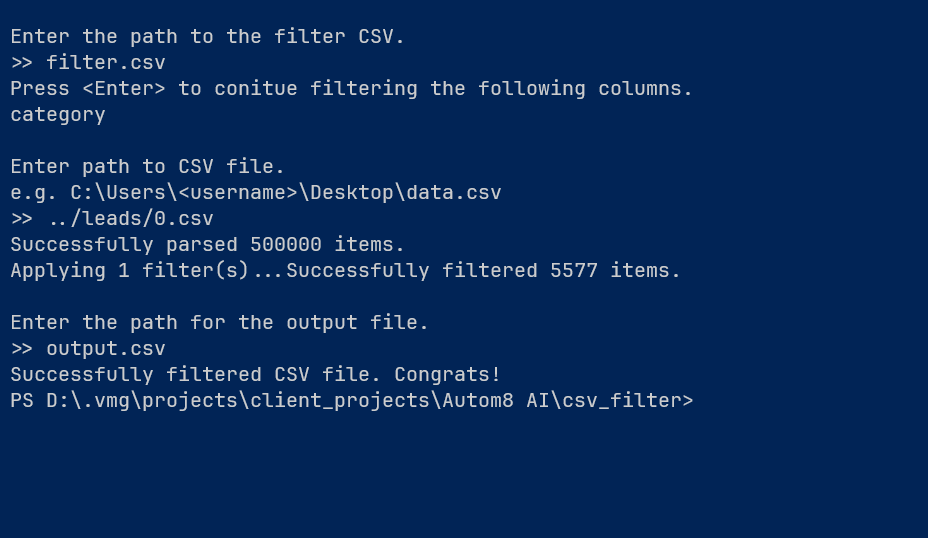 Enter the path to the filter CSV.
>> filter.csv
Press <Enter> to conitue filtering the following columns.
category
Enter path to CSV file.
e.g. C:\Users\<username>\Desktop\data.csv
>> ../leads/0.csv
Successfully parsed 500000 items.
Applying 1 filter(s)...Successfully filtered 5577 items.
Enter the path for the output file.
>> output.csv
Successfully filtered CSV file. Congrats!
PS D:\.vmg\projects\client_projects\Autom8 AI\csv_filter>